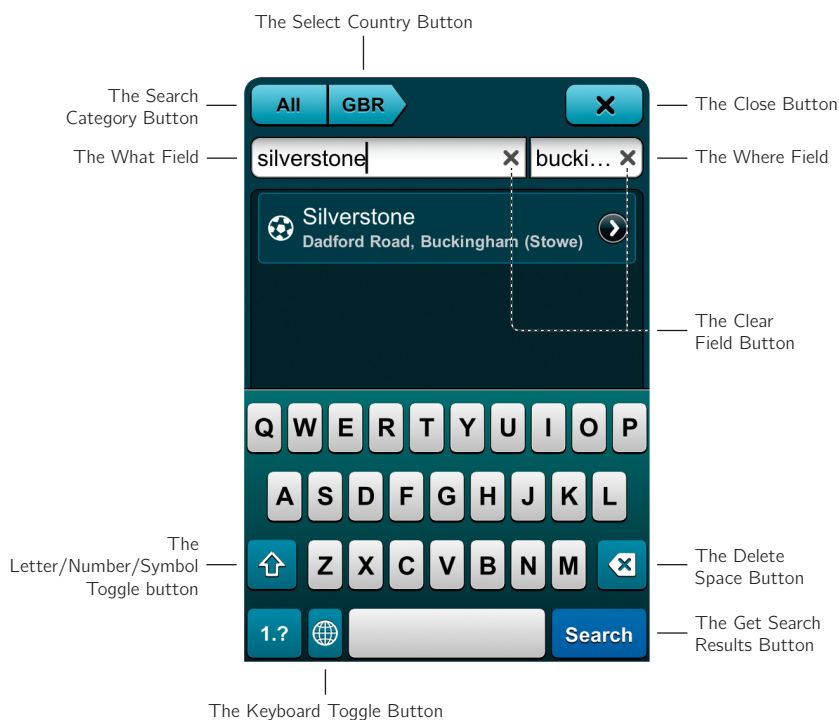 The Select Country Button
The Search
Category Button
All GBR
The Close Button
The What Field
silverstone
bucki...
The Where Field
Silverstone
Dadford Road, Buckingham (Stowe)
The Clear
Field Button
Q W E R T Y U I O P
A S D F G H J K L
The
Letter/Number/Symbol
Toggle button
Z X C V B N M
The Delete
Space Button
1.?
Search
The Get Search
Results Button
The Keyboard Toggle Button